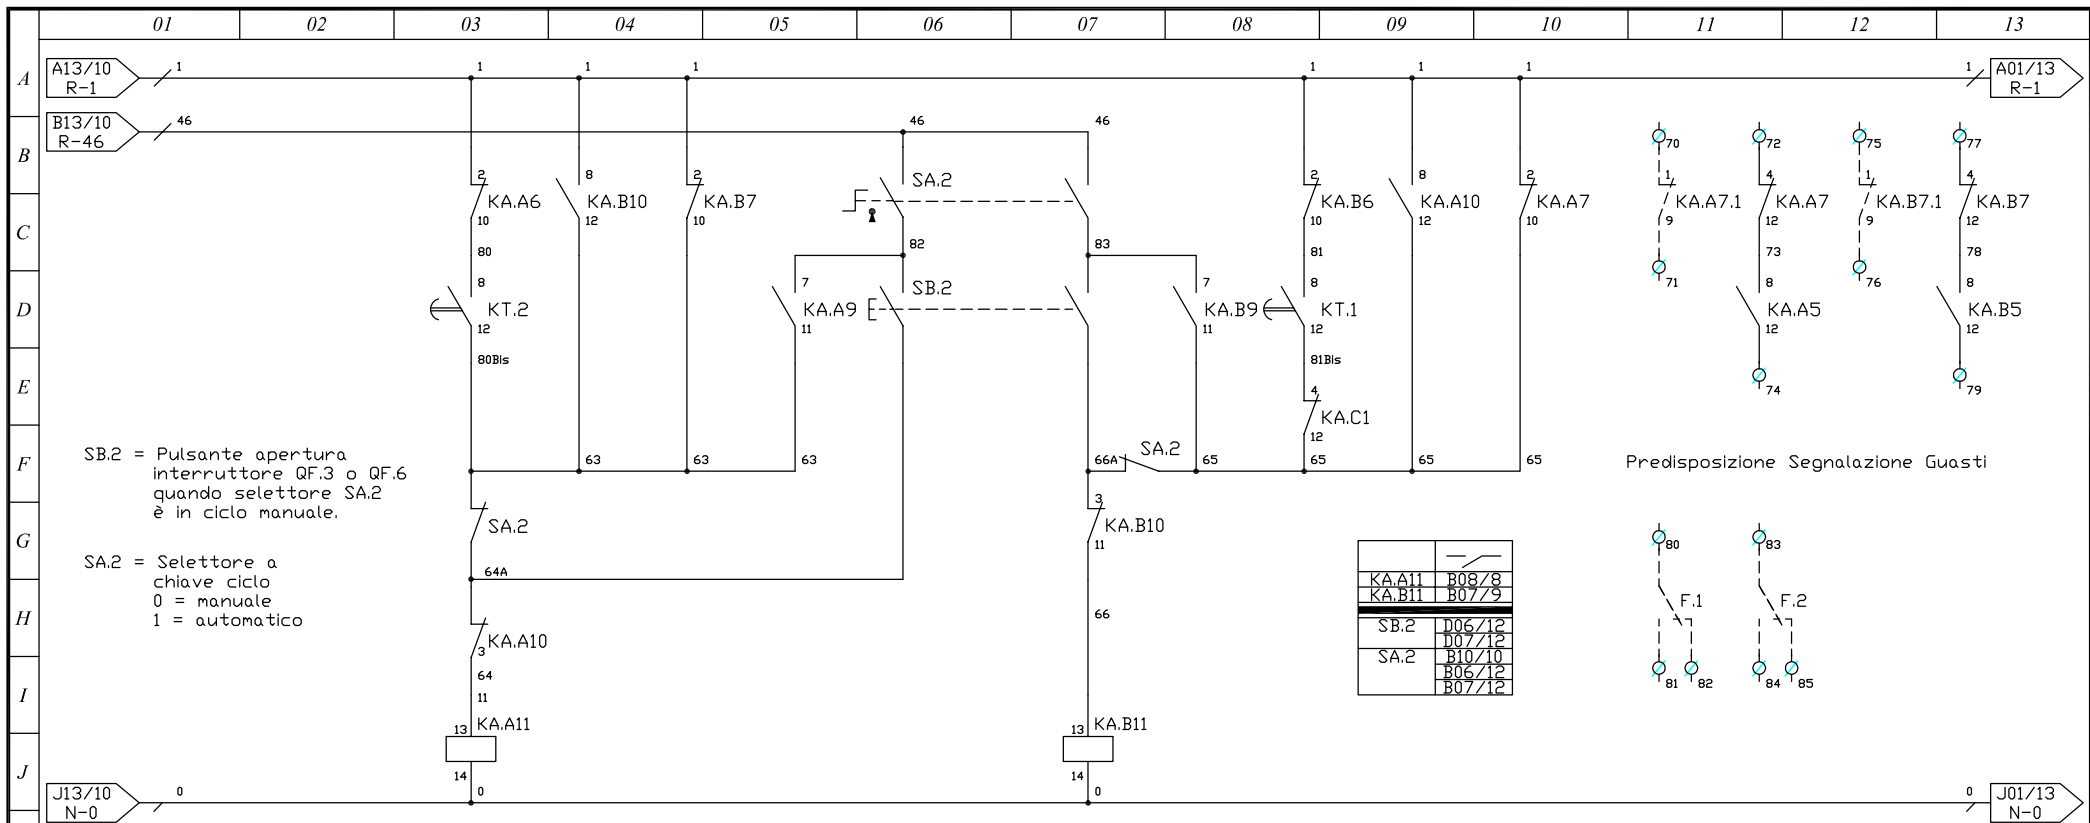 01 02 03 04 05 06 07 08 09 10 11 12 13
A
B
C
D
E
F
G
H
I
J
A13/10
R-1
1 1 1 1 1 1 1 1
A01/13
R-1
B13/10
R-46
46 46 46
70 72 75 77
2 8 2 SA.2 2 8 2 1 4 1 4
KA.A6 KA.B10 KA.B7 KA.B6 KA.A10 KA.A7 KA.A7.1 KA.A7 KA.B7.1 KA.B7
10 12 10 10 12 10 9 12 9 12
80 82 83 81 73 78
71 76
8 7 SB.2 7 8 8 8
KT.2 KA.A9 KA.B9 KT.1 KA.A5 KA.B5
12 11 11 12 12 12
80Bis 81Bis
4 74 79
KA.C1
12
63 63 66A SA.2 65 65 65 65
SB.2 = Pulsante apertura
interruttore QF.3 o QF.6
quando selettore SA.2
è in ciclo manuale.
Predisposizione Segnalazione Guasti
SA.2
3
KA.B10
11
SA.2 = Selettore a
chiave ciclo
0 = manuale
1 = automatico
64A
66
KA.A10
3
64
11
KA.A11 B08/8
KA.B11 B07/9
SB.2 D06/12
D07/12
SA.2 B10/10
B06/12
B07/12
80 83
F.1 F.2
81 82 84 85
13 KA.A11 13 KA.B11
14 14
J13/10
N-0
0 0 0 0
J01/13
N-0